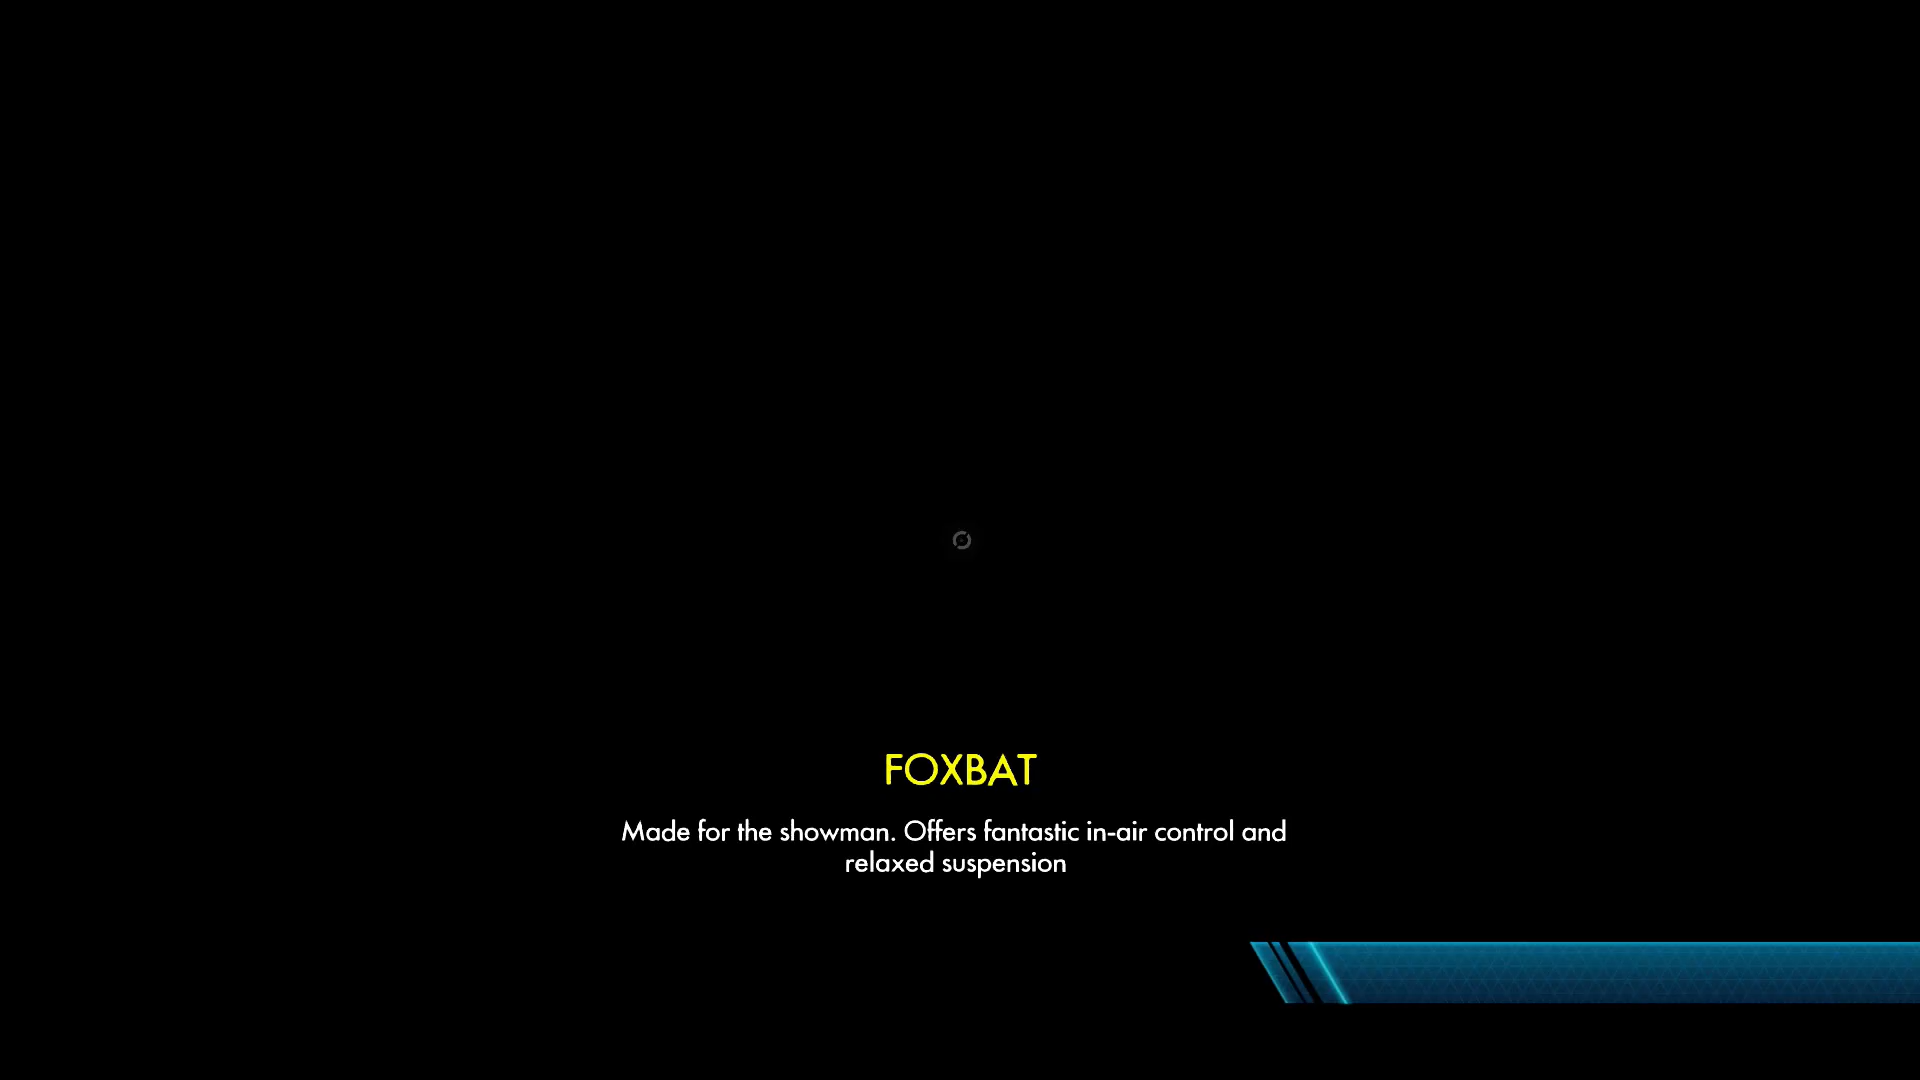 FOXBAT
Made for the showman. Offers fantastic in-air control and
relaxed suspension